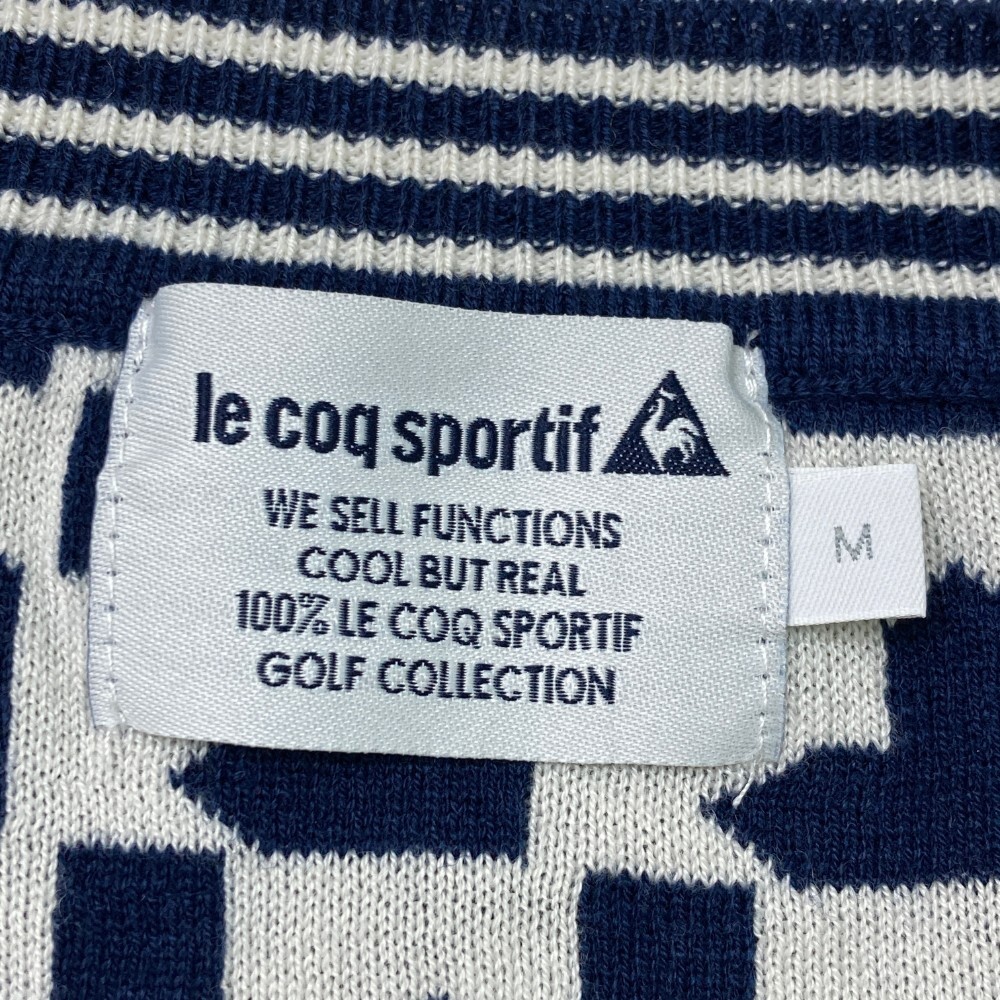 le coq sportif
WE SELL FUNCTIONS
COOL BUT REAL
100% LE COQ SPORTIF
GOLF COLLECTION
M